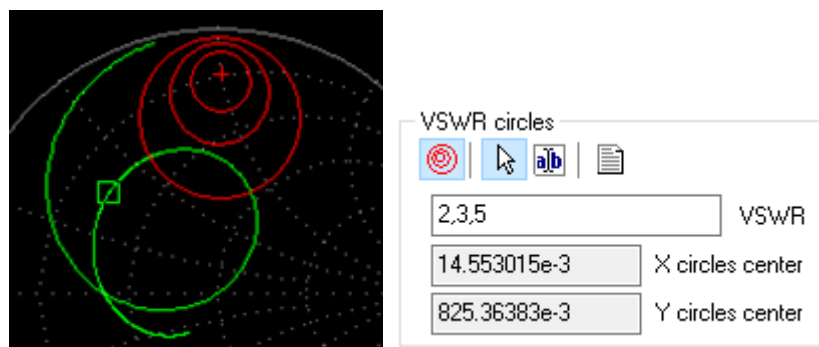 VSWR circles
a b
2,3,5 VSWR
14.553015e-3 X circles center
825.36383e-3 Y circles center